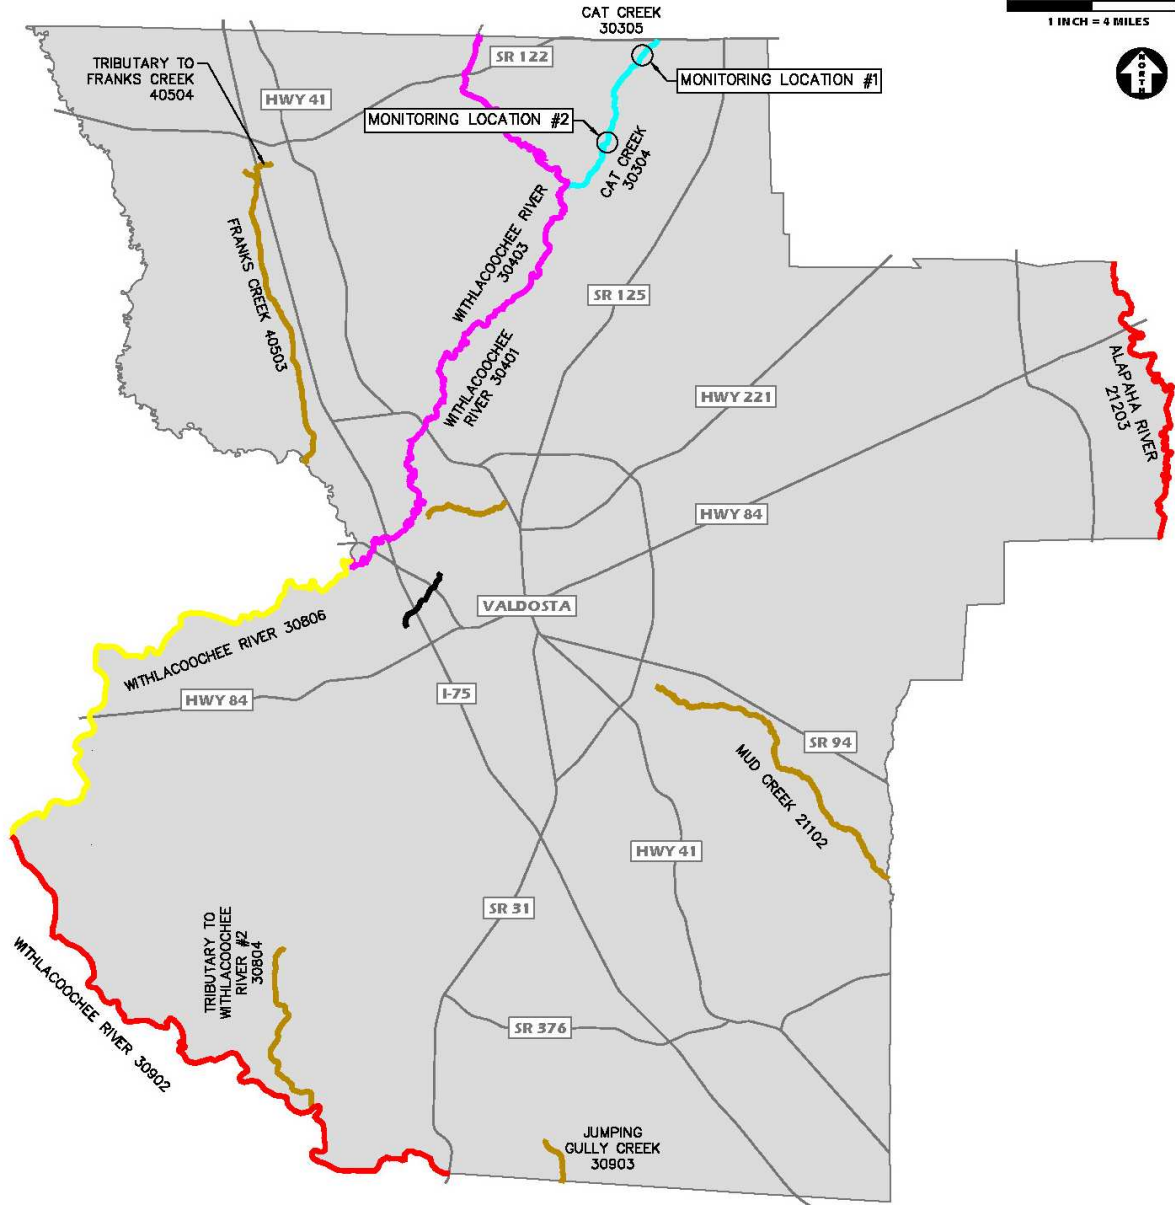 1 INCH = 4 MILES
NORTH
CAT CREEK
30305
SR 122
TRIBUTARY TO
FRANKS CREEK
40504
HWY 41
MONITORING LOCATION #1
MONITORING LOCATION #2
CAT CREEK
30304
WITHLACOOCHEE RIVER
30403
FRANKS CREEK 40503
SR 125
WITHLACOOCHEE
RIVER 30401
ALAPAHA RIVER
21203
HWY 221
HWY 84
VALDOSTA
WITHLACOOCHEE RIVER 30806
HWY 84
I-75
SR 94
MUD CREEK 21102
HWY 41
SR 31
TRIBUTARY TO
WITHLACOOCHEE
RIVER #2
30804
WITHLACOOCHEE RIVER 30902
SR 376
JUMPING
GULLY CREEK
30903